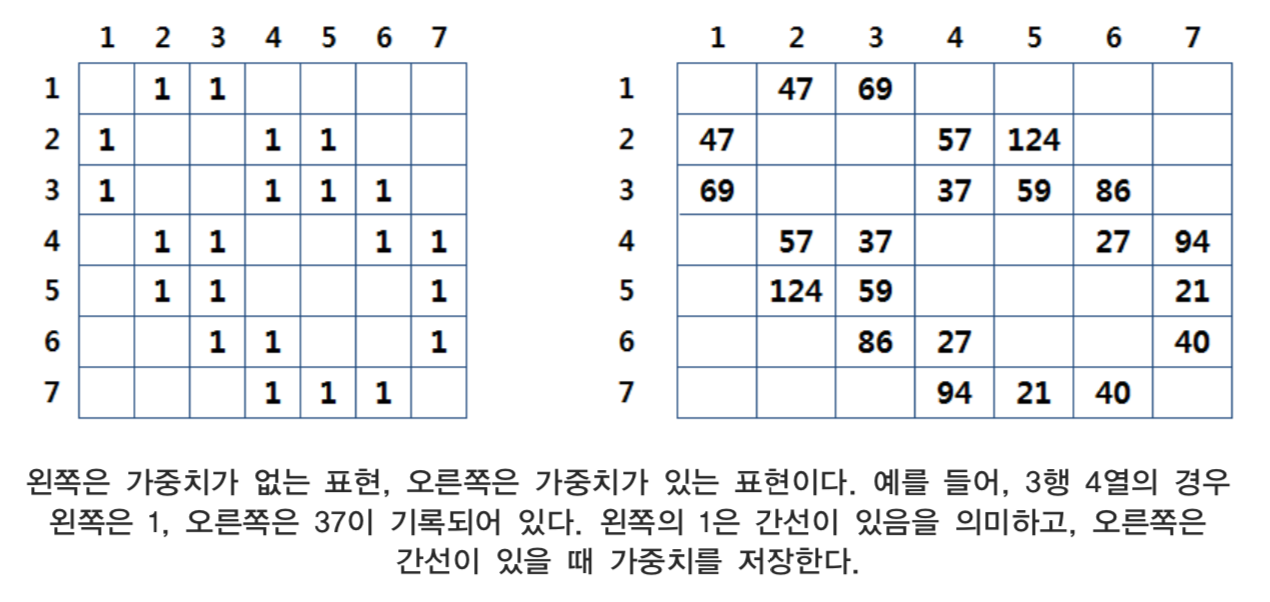 1 2 3 4 5 6 7
1 1 1
2 1 1 1
3 1 1 1 1
4 1 1 1 1
5 1 1 1
6 1 1 1
7 1 1 1
1 2 3 4 5 6 7
1 47 69
2 47 57 124
3 69 37 59 86
4 57 37 27 94
5 124 59 21
6 86 27 40
7 94 21 40
왼쪽은 가중치가 없는 표현, 오른쪽은 가중치가 있는 표현이다. 예를 들어, 3행 4열의 경우
왼쪽은 1, 오른쪽은 37이 기록되어 있다. 왼쪽의 1은 간선이 있음을 의미하고, 오른쪽은
간선이 있을 때 가중치를 저장한다.